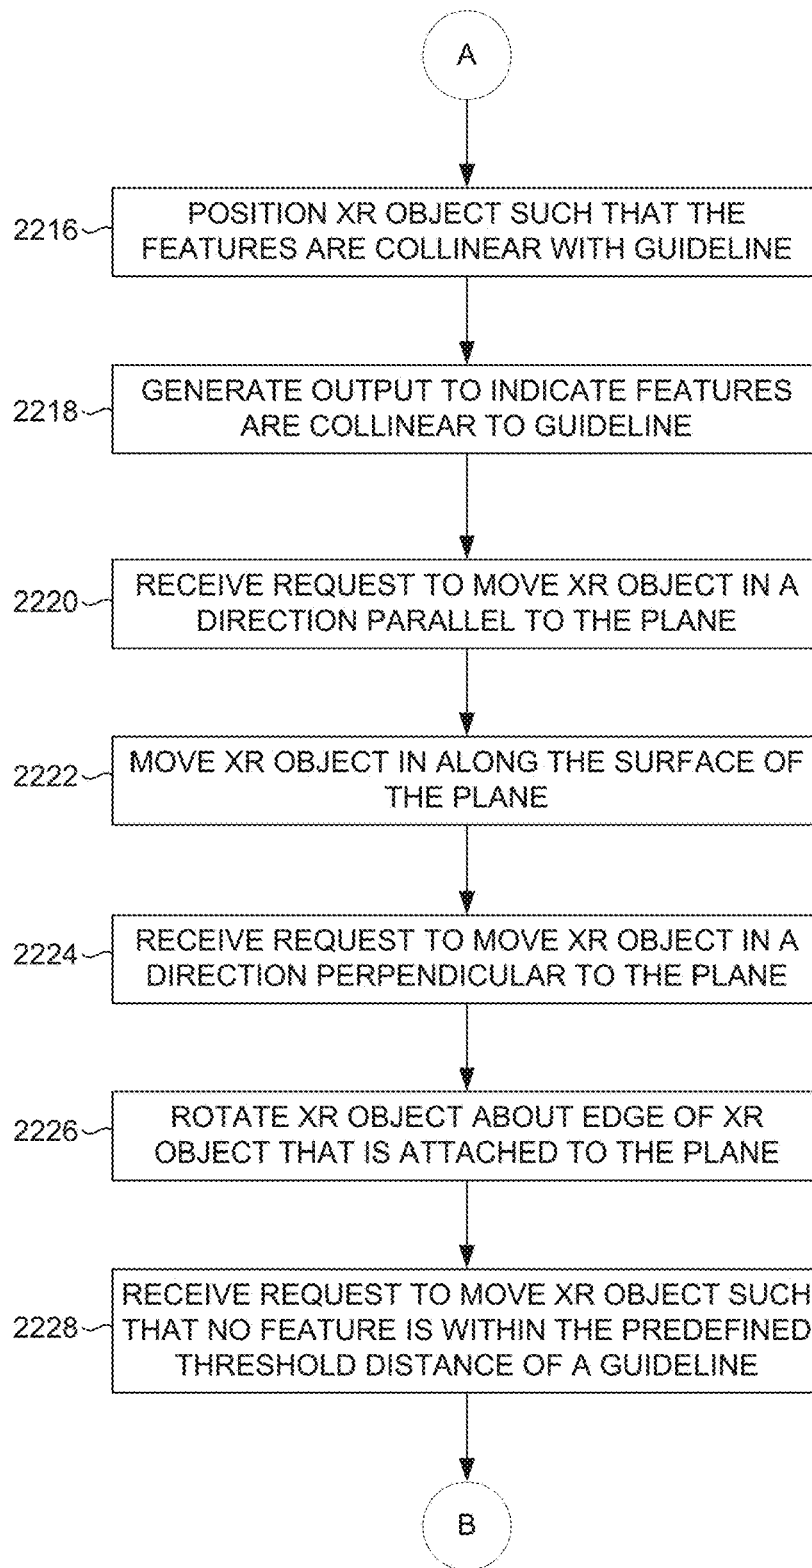 A
2216
POSITION XR OBJECT SUCH THAT THE
FEATURES ARE COLLINEAR WITH GUIDELINE
2218
GENERATE OUTPUT TO INDICATE FEATURES
ARE COLLINEAR TO GUIDELINE
2220
RECEIVE REQUEST TO MOVE XR OBJECT IN A
DIRECTION PARALLEL TO THE PLANE
2222
MOVE XR OBJECT IN ALONG THE SURFACE OF
THE PLANE
2224
RECEIVE REQUEST TO MOVE XR OBJECT IN A
DIRECTION PERPENDICULAR TO THE PLANE
2226
ROTATE XR OBJECT ABOUT EDGE OF XR
OBJECT THAT IS ATTACHED TO THE PLANE
2228
RECEIVE REQUEST TO MOVE XR OBJECT SUCH
THAT NO FEATURE IS WITHIN THE PREDEFINED
THRESHOLD DISTANCE OF A GUIDELINE
B